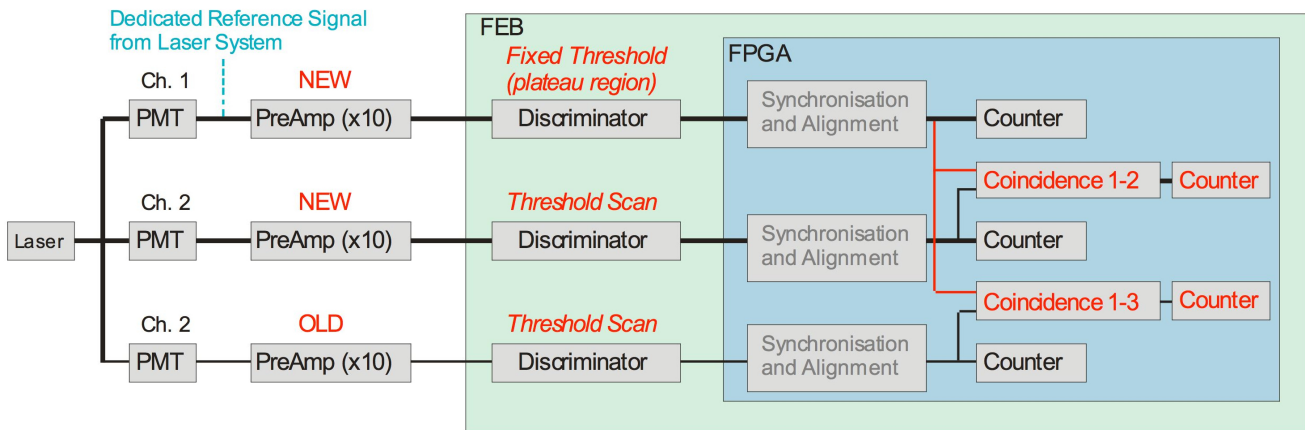 Dedicated Reference Signal
from Laser System
FEB
Fixed Threshold
(plateau region)
FPGA
Ch. 1
NEW
PMT
PreAmp (x10)
Discriminator
Synchronisation
and Alignment
Counter
Coincidence 1-2
Counter
Ch. 2
NEW
Threshold Scan
Laser
PMT
PreAmp (x10)
Discriminator
Synchronisation
and Alignment
Counter
Coincidence 1-3
Counter
Ch. 2
OLD
Threshold Scan
PMT
PreAmp (x10)
Discriminator
Synchronisation
and Alignment
Counter